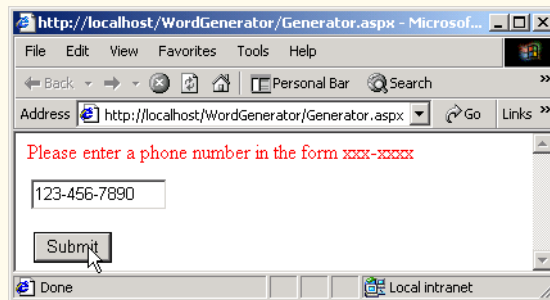 http://localhost/WordGenerator/Generator.aspx - Microsof...
File Edit View Favorites Tools Help
Back Personal Bar Search »
Address http://localhost/WordGenerator/Generator.aspx Go Links »
Please enter a phone number in the form xxx-xxxx
123-456-7890
Submit
Done Local intranet